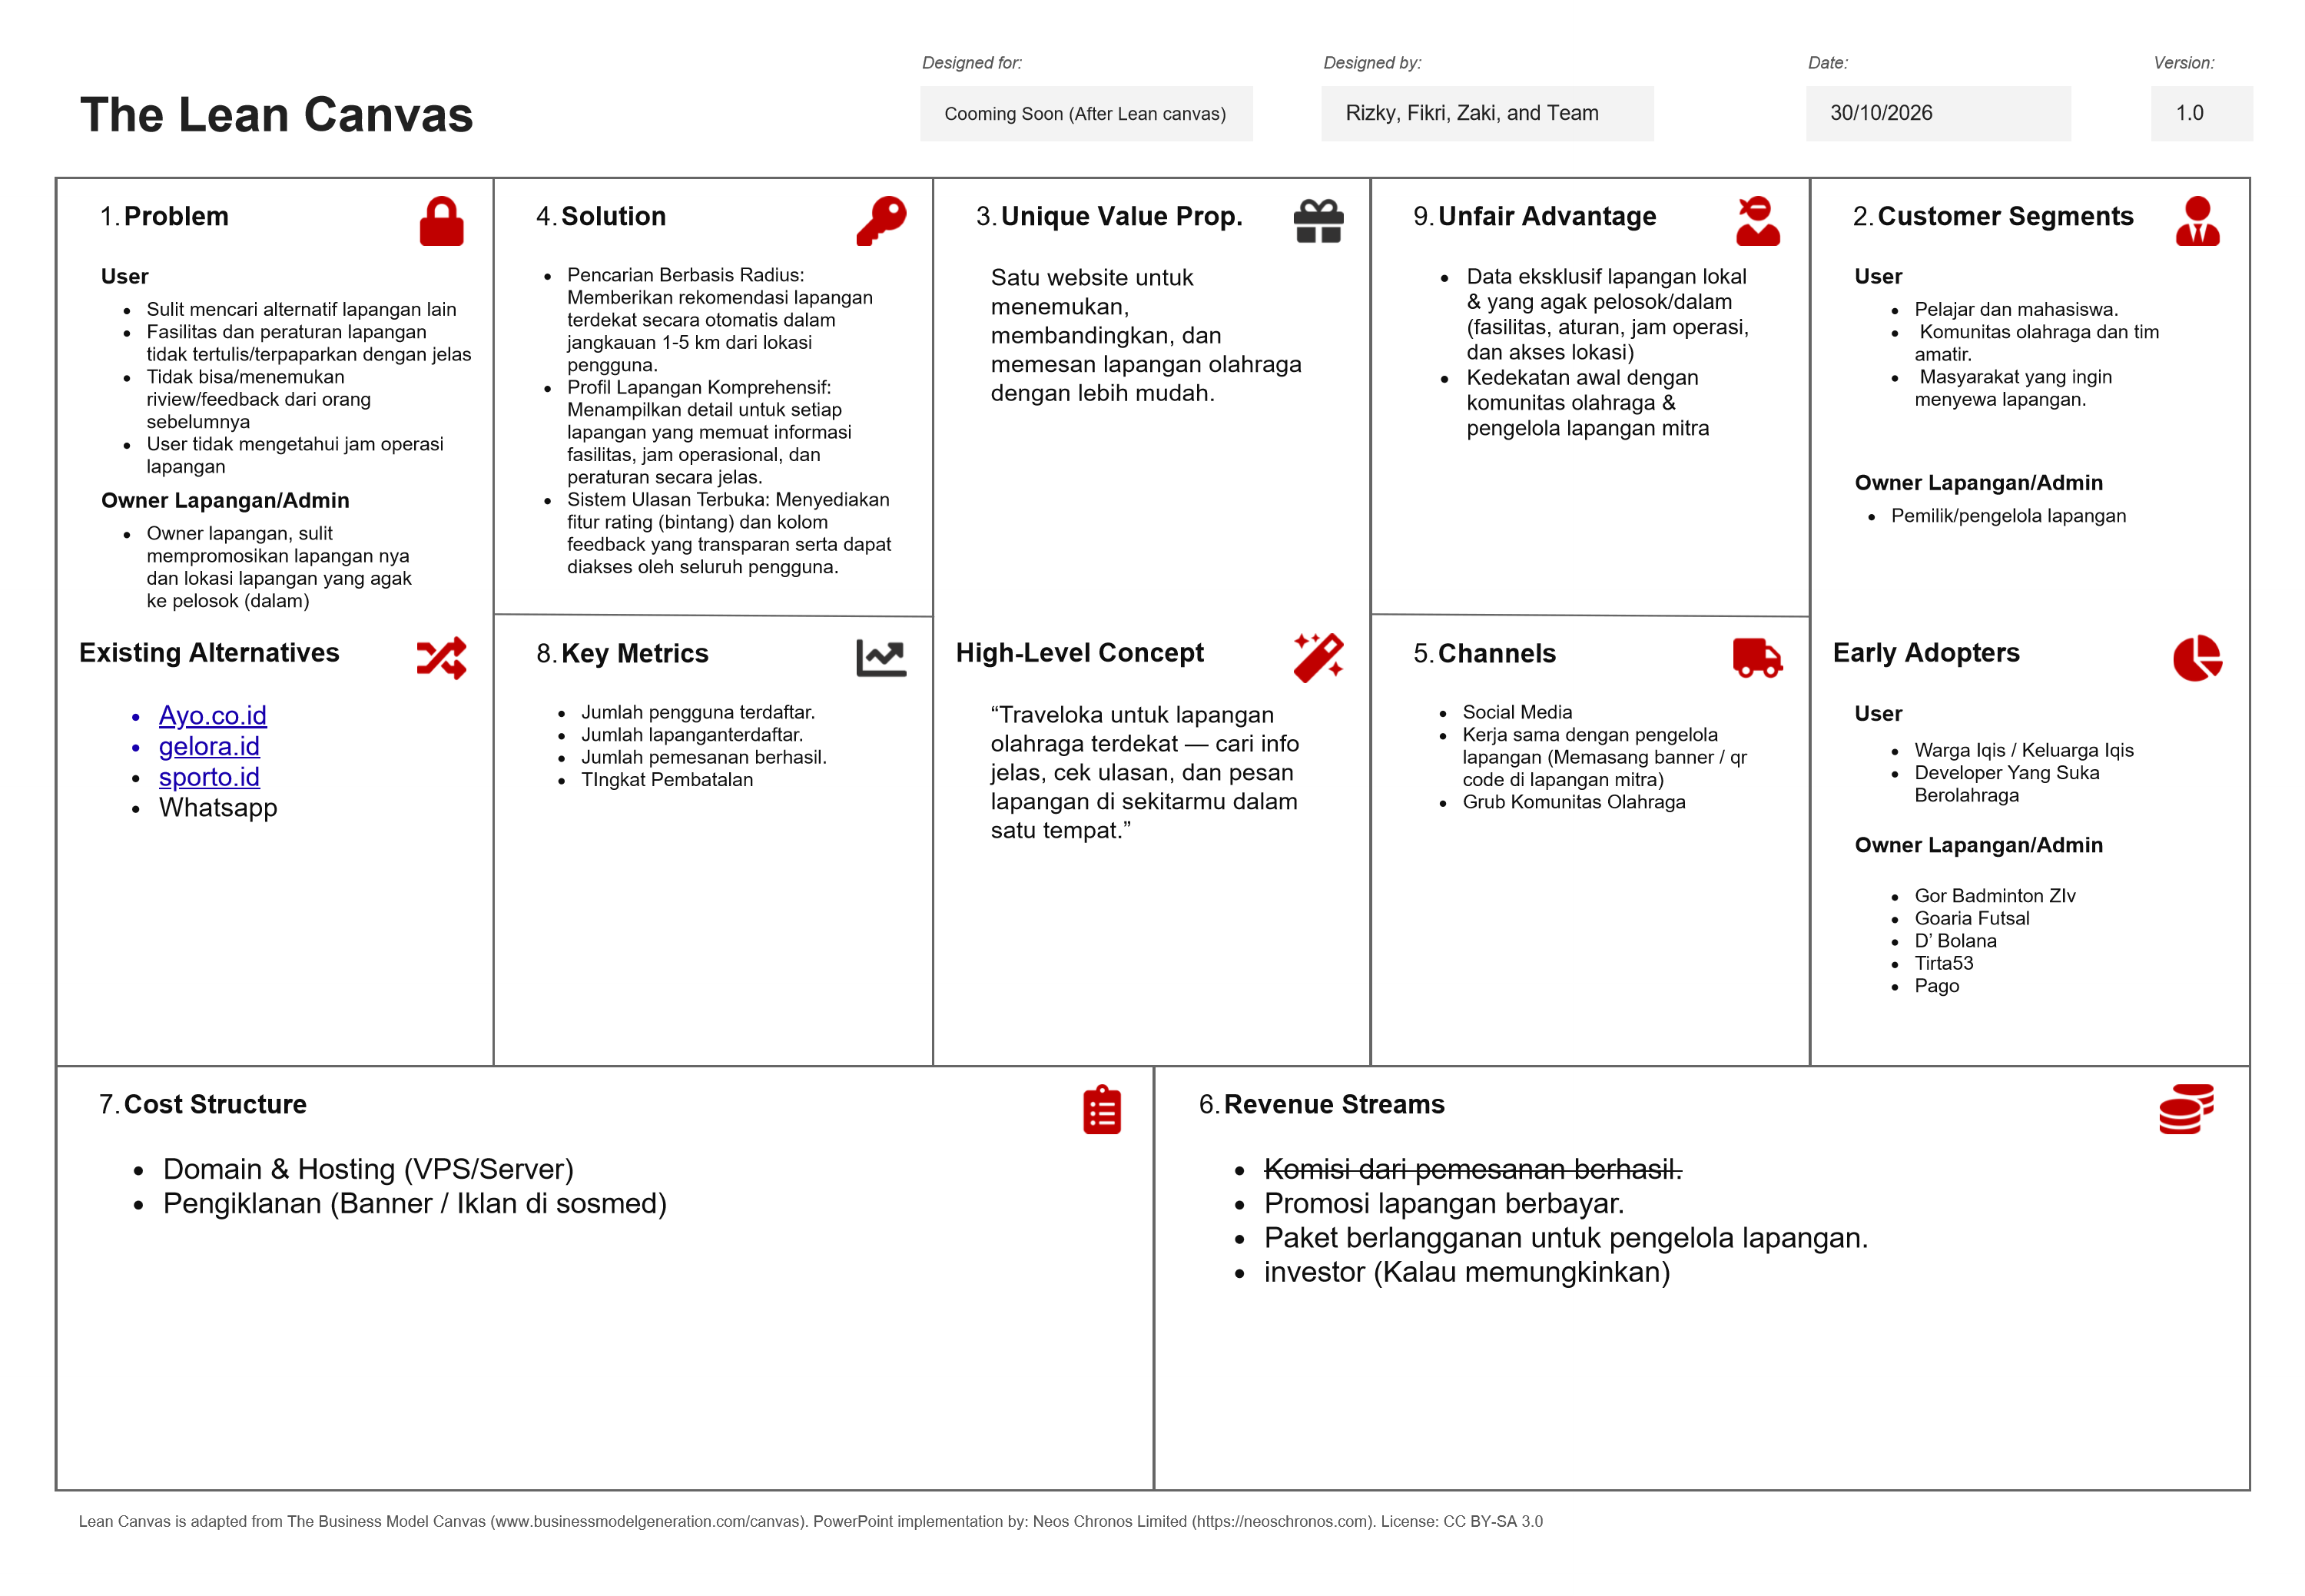 The Lean Canvas
Designed for:
Cooming Soon (After Lean canvas)
Designed by:
Rizky, Fikri, Zaki, and Team
Date:
30/10/2026
Version:
1.0
1. Problem
User
• Sulit mencari alternatif lapangan lain
• Fasilitas dan peraturan lapangan
tidak tertulis/terpaparkan dengan jelas
• Tidak bisa/menemukan
riview/feedback dari orang
sebelumnya
• User tidak mengetahui jam operasi
lapangan
Owner Lapangan/Admin
• Owner lapangan, sulit
mempromosikan lapangan nya
dan lokasi lapangan yang agak
ke pelosok (dalam)
Existing Alternatives
• Ayo.co.id
• gelora.id
• sporto.id
• Whatsapp
4. Solution
• Pencarian Berbasis Radius:
Memberikan rekomendasi lapangan
terdekat secara otomatis dalam
jangkauan 1-5 km dari lokasi
pengguna.
• Profil Lapangan Komprehensif:
Menampilkan detail untuk setiap
lapangan yang memuat informasi
fasilitas, jam operasional, dan
peraturan secara jelas.
• Sistem Ulasan Terbuka: Menyediakan
fitur rating (bintang) dan kolom
feedback yang transparan serta dapat
diakses oleh seluruh pengguna.
8. Key Metrics
• Jumlah pengguna terdaftar.
• Jumlah lapanganterdaftar.
• Jumlah pemesanan berhasil.
• TIngkat Pembatalan
3. Unique Value Prop.
Satu website untuk
menemukan,
membandingkan, dan
memesan lapangan olahraga
dengan lebih mudah.
High-Level Concept
“Traveloka untuk lapangan
olahraga terdekat — cari info
jelas, cek ulasan, dan pesan
lapangan di sekitarmu dalam
satu tempat.”
9. Unfair Advantage
• Data eksklusif lapangan lokal
& yang agak pelosok/dalam
(fasilitas, aturan, jam operasi,
dan akses lokasi)
• Kedekatan awal dengan
komunitas olahraga &
pengelola lapangan mitra
5. Channels
• Social Media
• Kerja sama dengan pengelola
lapangan (Memasang banner / qr
code di lapangan mitra)
• Grub Komunitas Olahraga
2. Customer Segments
User
• Pelajar dan mahasiswa.
• Komunitas olahraga dan tim
amatir.
• Masyarakat yang ingin
menyewa lapangan.
Owner Lapangan/Admin
• Pemilik/pengelola lapangan
Early Adopters
User
• Warga Iqis / Keluarga Iqis
• Developer Yang Suka
Berolahraga
Owner Lapangan/Admin
• Gor Badminton ZIv
• Goaria Futsal
• D’ Bolana
• Tirta53
• Pago
7. Cost Structure
• Domain & Hosting (VPS/Server)
• Pengiklanan (Banner / Iklan di sosmed)
6. Revenue Streams
• Komisi dari pemesanan berhasil.
• Promosi lapangan berbayar.
• Paket berlangganan untuk pengelola lapangan.
• investor (Kalau memungkinkan)
Lean Canvas is adapted from The Business Model Canvas (www.businessmodelgeneration.com/canvas). PowerPoint implementation by: Neos Chronos Limited (https://neoschronos.com). License: CC BY-SA 3.0